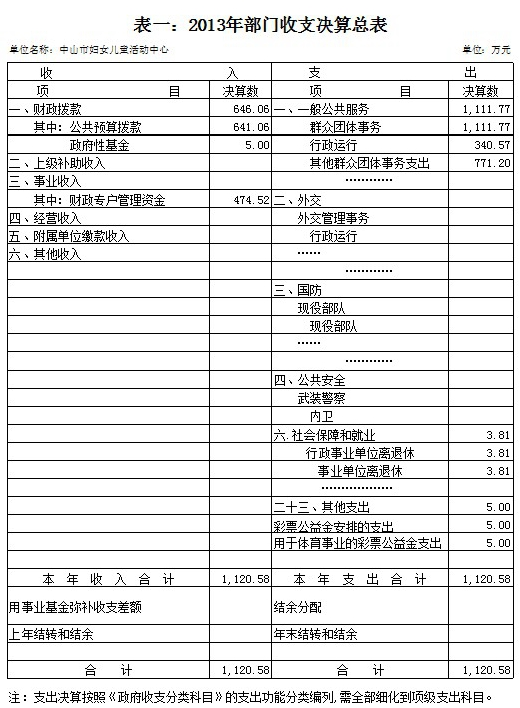 表一：2013年部门收支决算总表
单位名称：中山市妇女儿童活动中心 单位：万元
收 入 支 出
项 目 决算数 项 目 决算数
一、财政拨款 646.06 一、一般公共服务 1,111.77
其中：公共预算拨款 641.06 群众团体事务 1,111.77
政府性基金 5.00 行政运行 340.57
二、上级补助收入 其他群众团体事务支出 771.20
三、事业收入 …………
其中：财政专户管理资金 474.52 二、外交
四、经营收入 外交管理事务
五、附属单位缴款收入 行政运行
六、其他收入 ……
…………
三、国防
现役部队
现役部队
……
…………
四、公共安全
武装警察
内卫
六.社会保障和就业 3.81
行政事业单位离退休 3.81
事业单位离退休 3.81
………………
二十三、其他支出 5.00
彩票公益金安排的支出 5.00
用于体育事业的彩票公益金支出 5.00
本 年 收 入 合 计 1,120.58 本 年 支 出 合 计 1,120.58
用事业基金弥补收支差额 结余分配
上年结转和结余 年末结转和结余
合 计 1,120.58 合 计 1,120.58
注：支出决算按照《政府收支分类科目》的支出功能分类编列,需全部细化到项级支出科目。